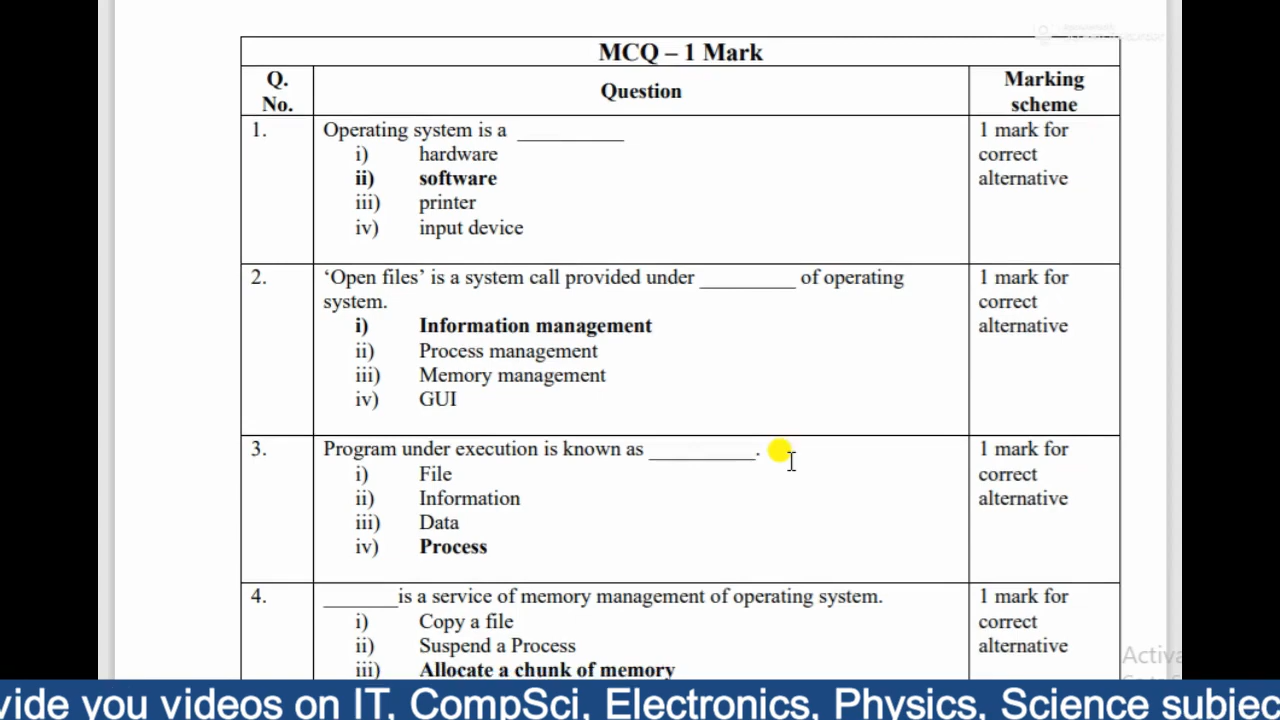 MCQ – 1 Mark
Q. No.
Question
Marking scheme
1.
Operating system is a __________
i) hardware
ii) software
iii) printer
iv) input device
1 mark for
correct
alternative
2.
‘Open files’ is a system call provided under _________ of operating
system.
i) Information management
ii) Process management
iii) Memory management
iv) GUI
1 mark for
correct
alternative
3.
Program under execution is known as __________.
i) File
ii) Information
iii) Data
iv) Process
1 mark for
correct
alternative
4.
_______is a service of memory management of operating system.
i) Copy a file
ii) Suspend a Process
iii) Allocate a chunk of memory
1 mark for
correct
alternative
Activa
vide you videos on IT, CompSci, Electronics, Physics, Science subjec